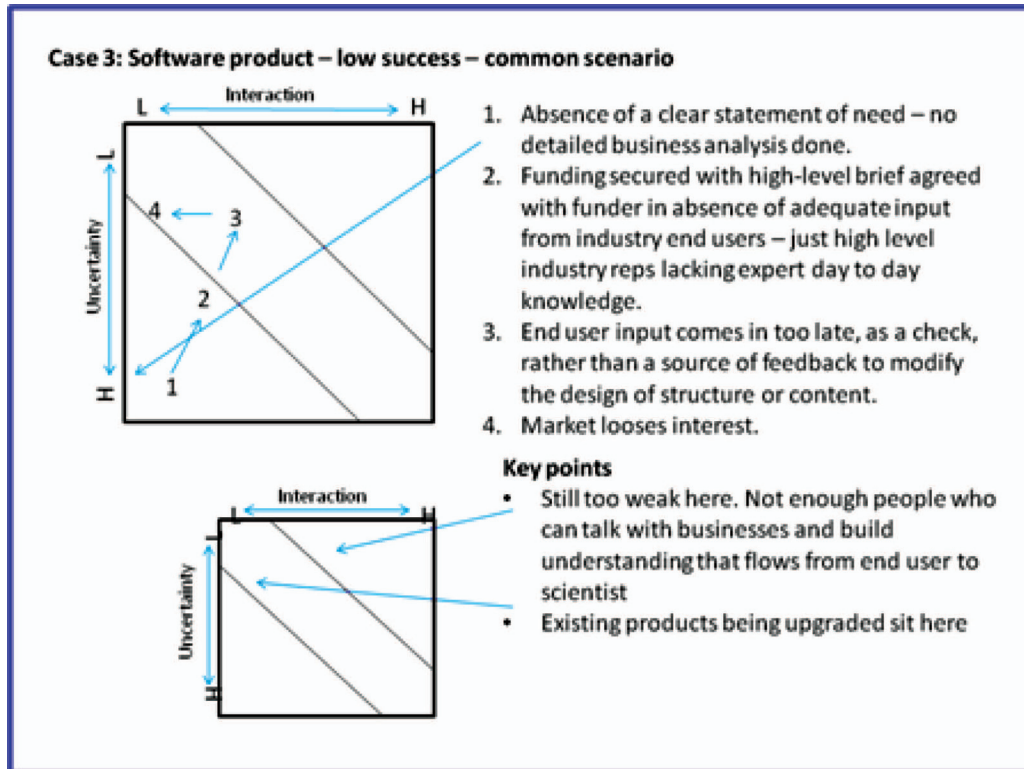 Case 3: Software product – low success – common scenario
Interaction
L
H
L
Uncertainty
H
4
3
2
1
1. Absence of a clear statement of need – no
detailed business analysis done.
2. Funding secured with high-level brief agreed
with funder in absence of adequate input
from industry end users – just high level
industry reps lacking expert day to day
knowledge.
3. End user input comes in too late, as a check,
rather than a source of feedback to modify
the design of structure or content.
4. Market looses interest.
Interaction
L
H
L
Uncertainty
H
Key points
• Still too weak here. Not enough people who
can talk with businesses and build
understanding that flows from end user to
scientist
• Existing products being upgraded sit here